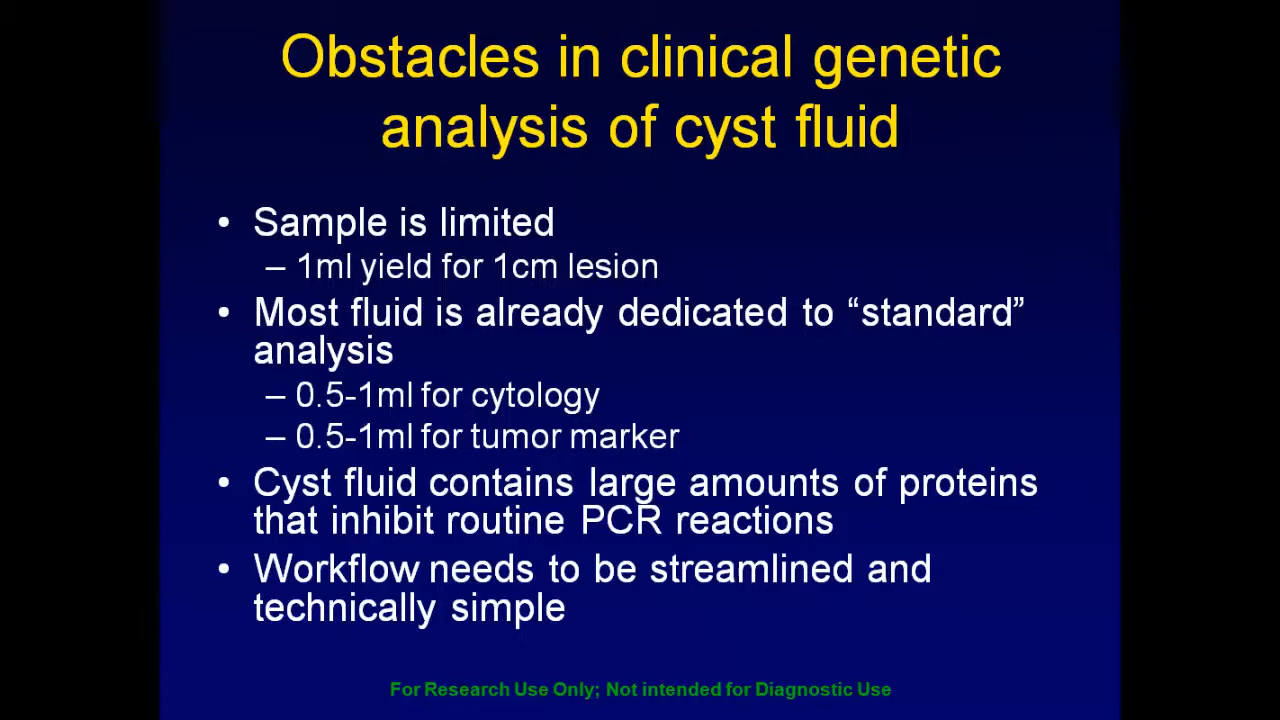 Obstacles in clinical genetic
analysis of cyst fluid
• Sample is limited
– 1ml yield for 1cm lesion
• Most fluid is already dedicated to “standard”
analysis
– 0.5-1ml for cytology
– 0.5-1ml for tumor marker
• Cyst fluid contains large amounts of proteins
that inhibit routine PCR reactions
• Workflow needs to be streamlined and
technically simple
For Research Use Only; Not intended for Diagnostic Use